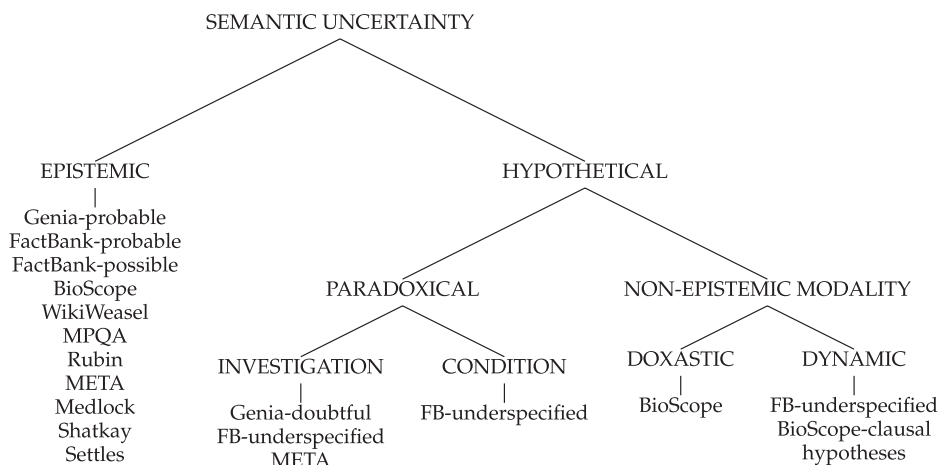 SEMANTIC UNCERTAINTY
EPISTEMIC
HYPOTHETICAL
Genia-probable
FactBank-probable
FactBank-possible
BioScope
WikiWeasel
MPQA
Rubin
META
Medlock
Shatkay
Settles
PARADOXICAL
NON-EPISTEMIC MODALITY
INVESTIGATION
CONDITION
DOXASTIC
DYNAMIC
Genia-doubtful
FB-underspecified
META
FB-underspecified
BioScope
FB-underspecified
BioScope-clausal
hypotheses